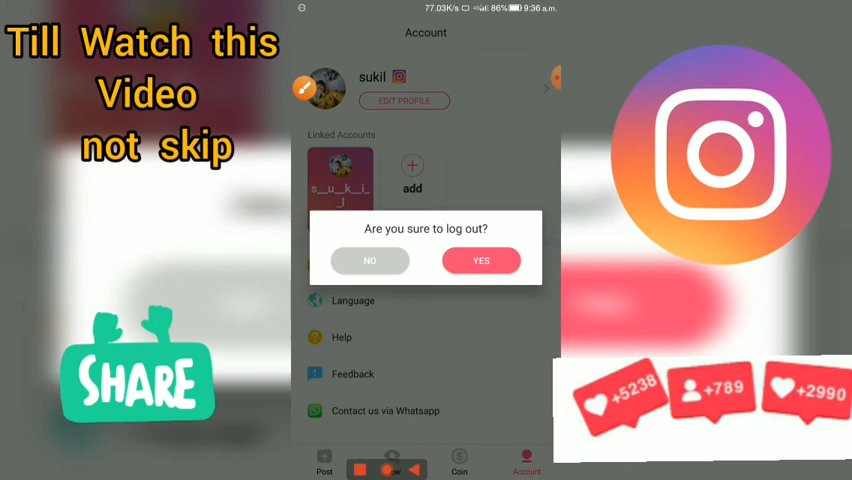 Till Watch this
Video
not skip
77.03K/s 86% 9:36 a.m.
Account
sukil
EDIT PROFILE
Linked Accounts
s__u__k__i_
_l
add
Are you sure to log out?
NO
YES
Language
Help
Feedback
Contact us via Whatsapp
Post
Coin
Account
SHARE
+5238
+789
+2990